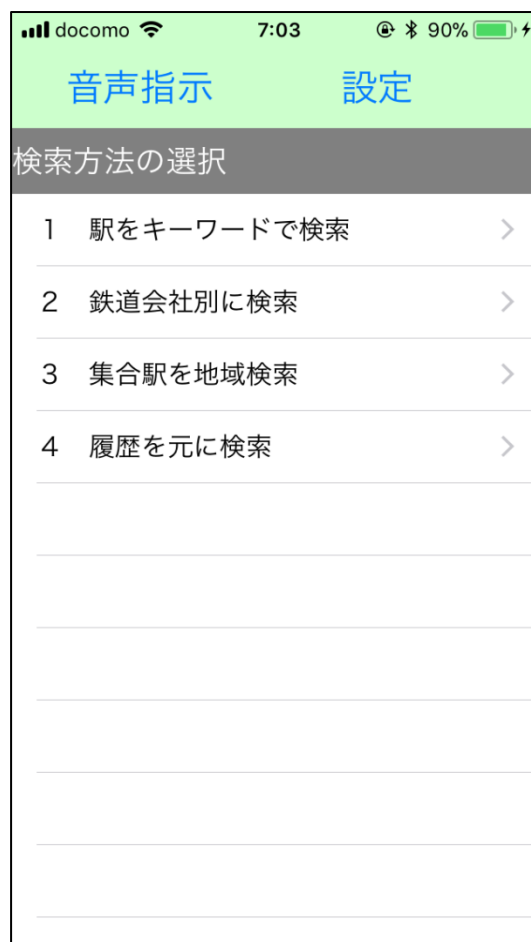 docomo 7:03 90%
音声指示 設定
検索方法の選択
1 駅をキーワードで検索
2 鉄道会社別に検索
3 集合駅を地域検索
4 履歴を元に検索